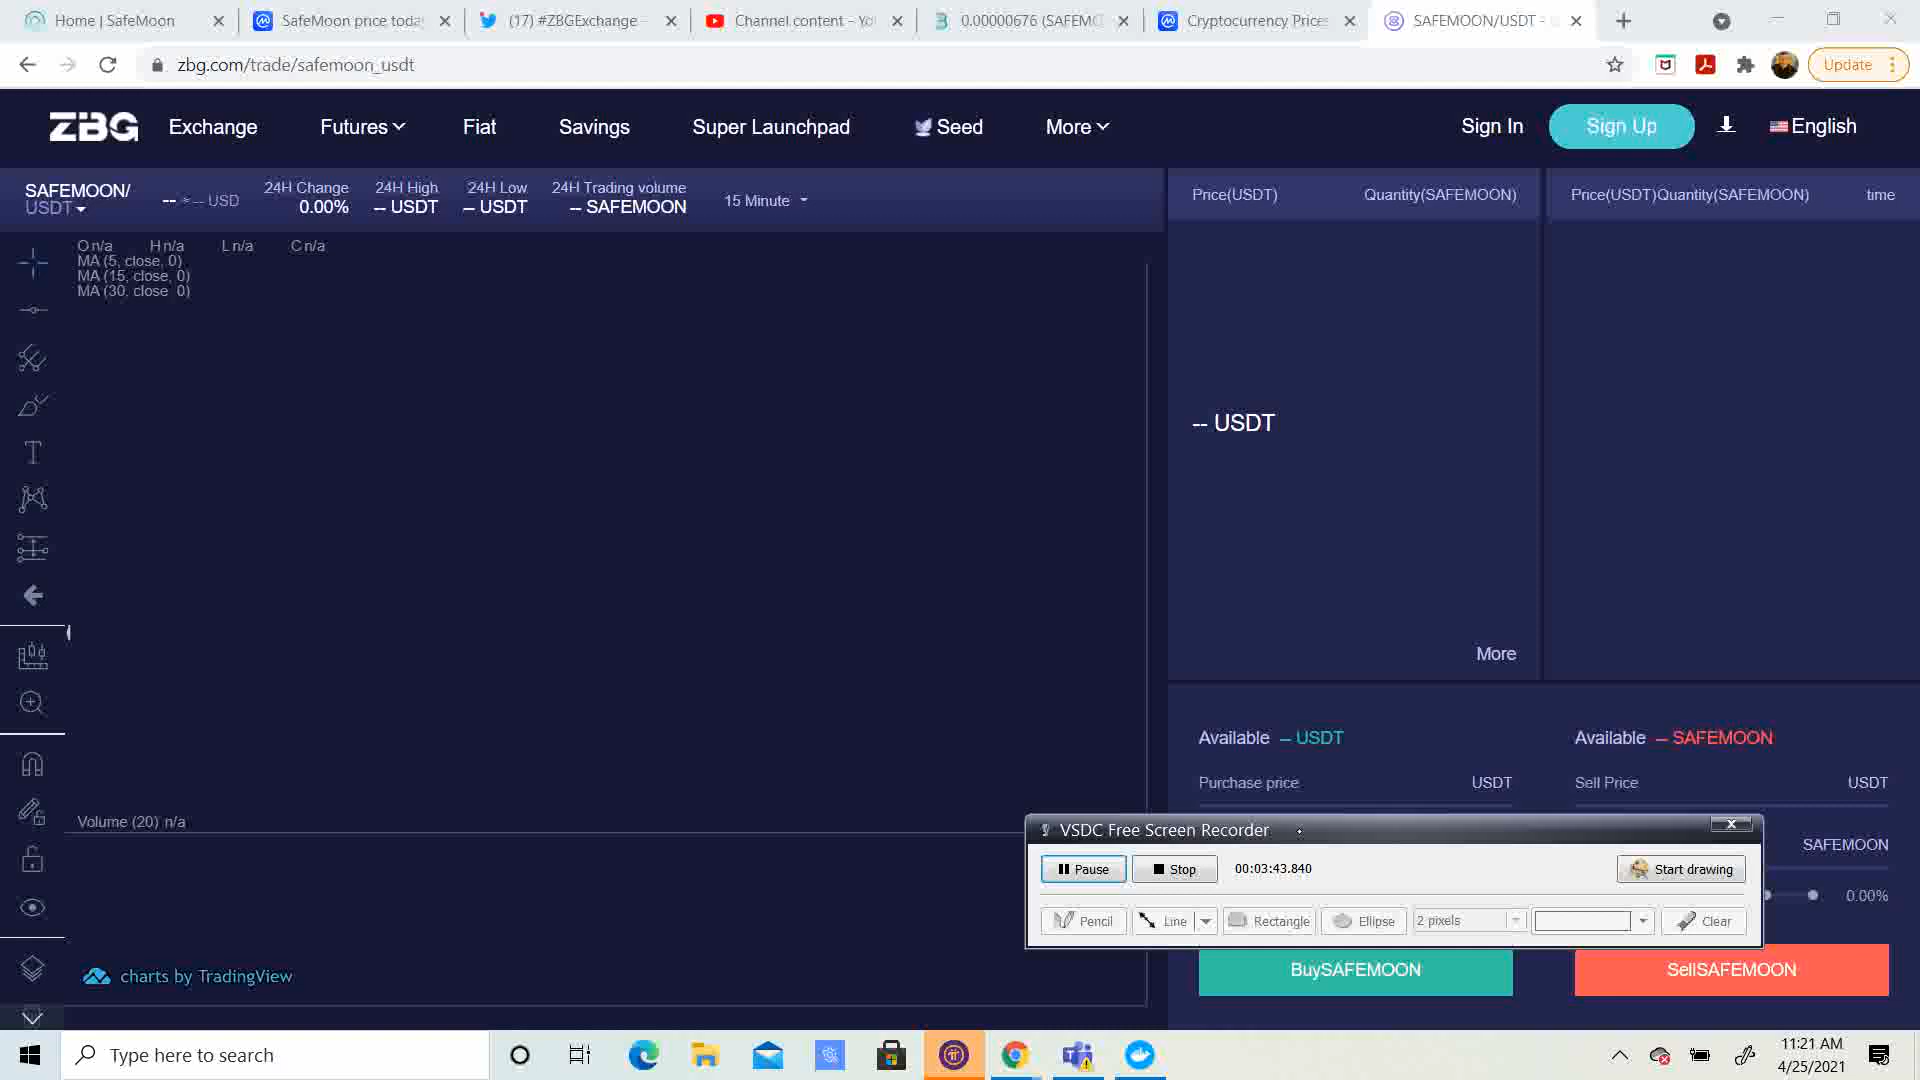 Home | SafeMoon
SafeMoon price toda
(17) #ZBGExchange -
Channel content - Yo
0.00000676 (SAFEMO
Cryptocurrency Price
SAFEMOON/USDT -
zbg.com/trade/safemoon_usdt
Update
ZBG
Exchange
Futures
Fiat
Savings
Super Launchpad
Seed
More
Sign In
Sign Up
English
SAFEMOON/
USDT
-- ≈ -- USD
24H Change
0.00%
24H High
-- USDT
24H Low
-- USDT
24H Trading volume
-- SAFEMOON
15 Minute
Price(USDT)
Quantity(SAFEMOON)
Price(USDT)Quantity(SAFEMOON)
time
O n/a H n/a L n/a C n/a
MA (5, close, 0)
MA (15, close, 0)
MA (30, close 0)
-- USDT
More
Available -- USDT
Available -- SAFEMOON
Purchase price
USDT
Sell Price
USDT
Volume (20) n/a
VSDC Free Screen Recorder
SAFEMOON
Pause
Stop
00:03:43.840
Start drawing
0.00%
Pencil
Line
Rectangle
Ellipse
2 pixels
Clear
BuySAFEMOON
SellSAFEMOON
charts by TradingView
Type here to search
11:21 AM
4/25/2021